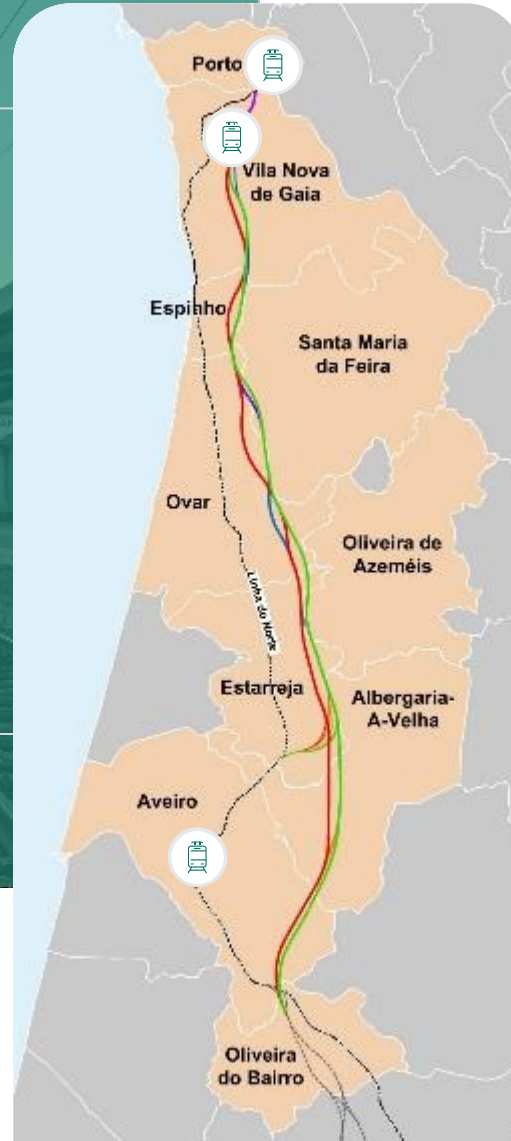 Porto
Vila Nova
de Gaia
Espinho
Santa Maria
da Feira
Ovar
Oliveira de
Azeméis
Linha do Norte
Estarreja
Albergaria-
A-Velha
Aveiro
Oliveira
do Bairro